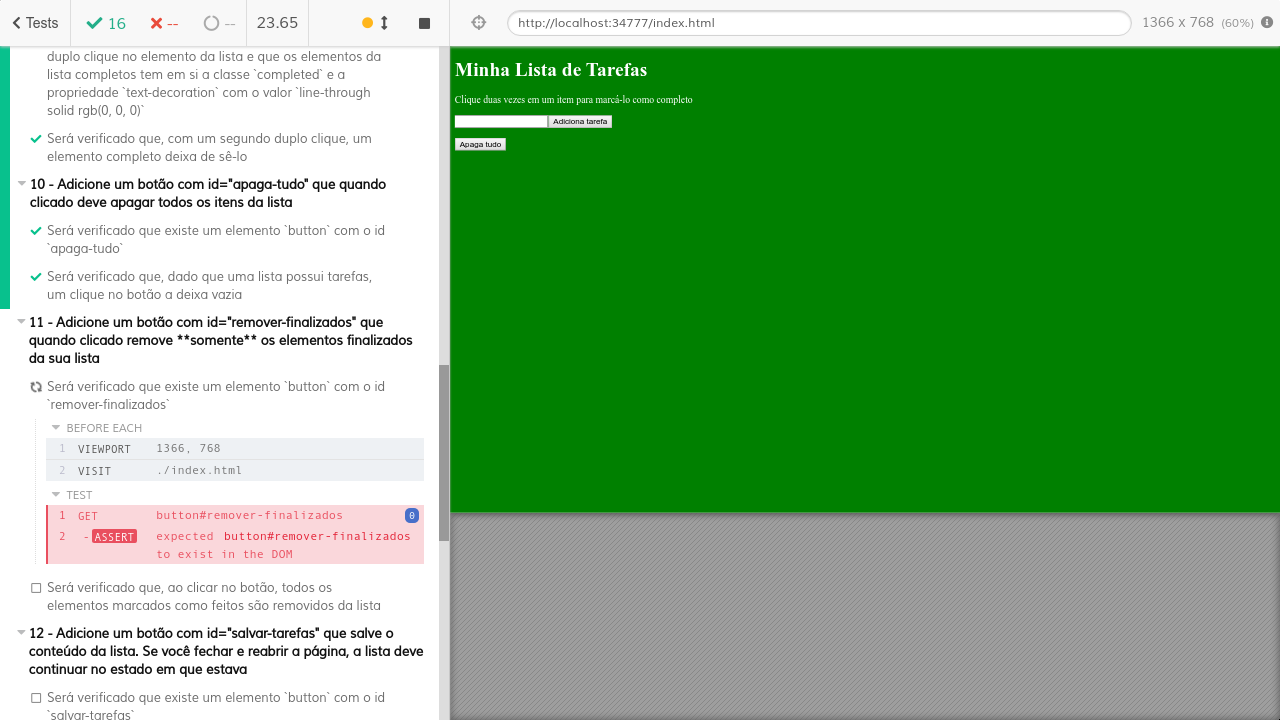 Tests
16
--
--
23.65
http://localhost:34777/index.html
1366 x 768 (60%)
duplo clique no elemento da lista e que os elementos da
lista completos tem em si a classe `completed` e a
propriedade `text-decoration` com o valor `line-through
solid rgb(0, 0, 0)`
Será verificado que, com um segundo duplo clique, um
elemento completo deixa de sê-lo
10 - Adicione um botão com id="apaga-tudo" que quando
clicado deve apagar todos os itens da lista
Será verificado que existe um elemento `button` com o id
`apaga-tudo`
Será verificado que, dado que uma lista possui tarefas,
um clique no botão a deixa vazia
11 - Adicione um botão com id="remover-finalizados" que
quando clicado remove **somente** os elementos finalizados
da sua lista
Será verificado que existe um elemento `button` com o id
`remover-finalizados`
BEFORE EACH
1 VIEWPORT 1366, 768
2 VISIT ./index.html
TEST
1 GET button#remover-finalizados 0
2 -ASSERT expected button#remover-finalizados
to exist in the DOM
Será verificado que, ao clicar no botão, todos os
elementos marcados como feitos são removidos da lista
12 - Adicione um botão com id="salvar-tarefas" que salve o
conteúdo da lista. Se você fechar e reabrir a página, a lista deve
continuar no estado em que estava
Será verificado que existe um elemento `button` com o id
`salvar-tarefas`
Minha Lista de Tarefas
Clique duas vezes em um item para marcá-lo como completo
Adiciona tarefa
Apaga tudo